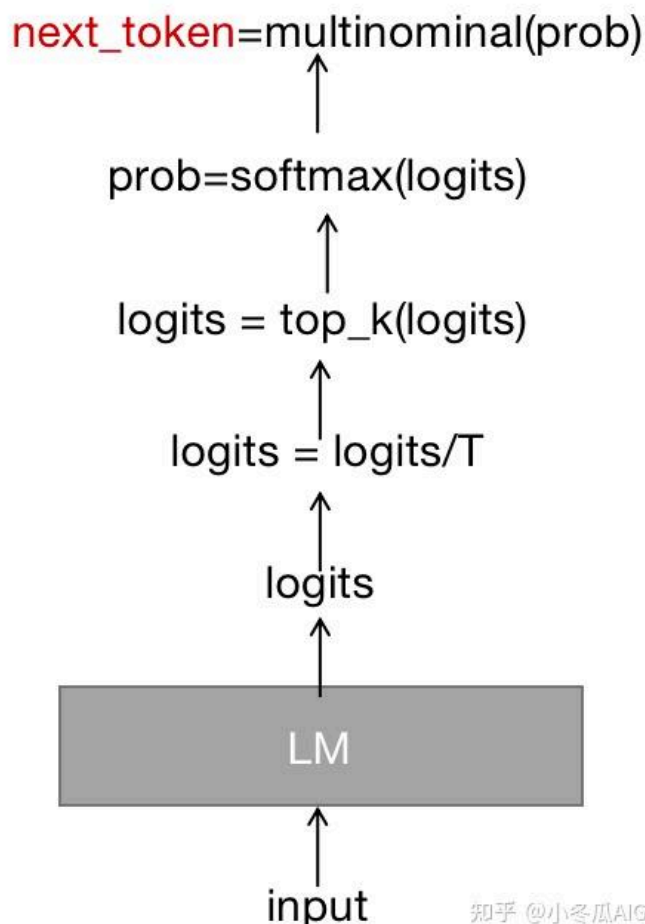 next_token=multinominal(prob)
prob=softmax(logits)
logits = top_k(logits)
logits = logits/T
logits
LM
input
知乎 @小冬瓜AIG